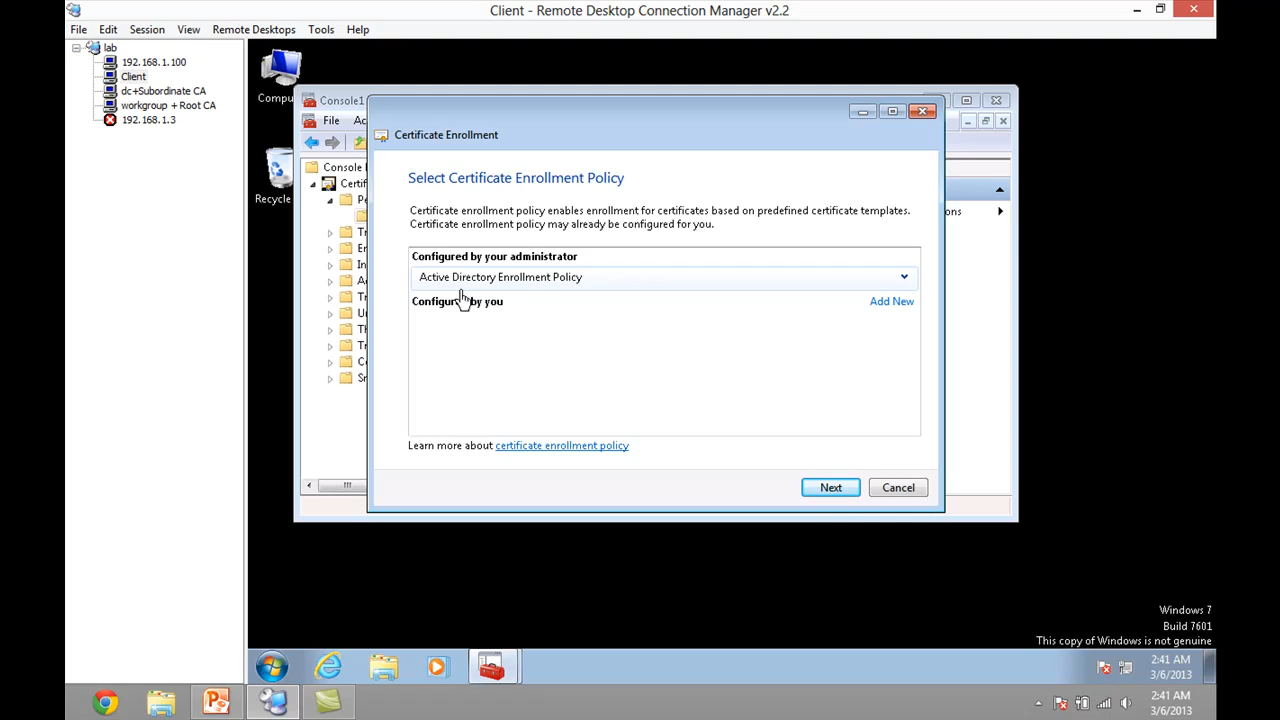 Client - Remote Desktop Connection Manager v2.2
File Edit Session View Remote Desktops Tools Help
lab
192.168.1.100
Client
dc+Subordinate CA
workgroup + Root CA
192.168.1.3
Recycle
Console1
File
Console
Certificate Enrollment
Select Certificate Enrollment Policy
Certificate enrollment policy enables enrollment for certificates based on predefined certificate templates.
Certificate enrollment policy may already be configured for you.
Configured by your administrator
Active Directory Enrollment Policy
by you
Add New
Learn more about certificate enrollment policy
Next Cancel
Windows 7
Build 7601
This copy of Windows is not genuine
2:41 AM
3/6/2013
2:41 AM
3/6/2013